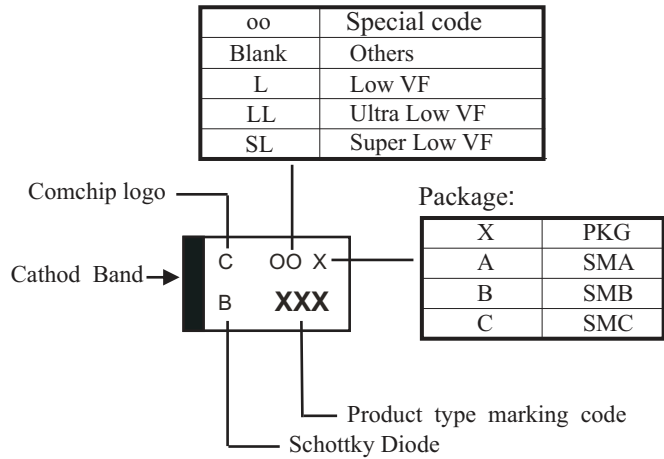 oo Special code
Blank Others
L Low VF
LL Ultra Low VF
SL Super Low VF
Comchip logo
Package:
X PKG
A SMA
B SMB
C SMC
Cathod Band
C OO X
B XXX
Product type marking code
Schottky Diode